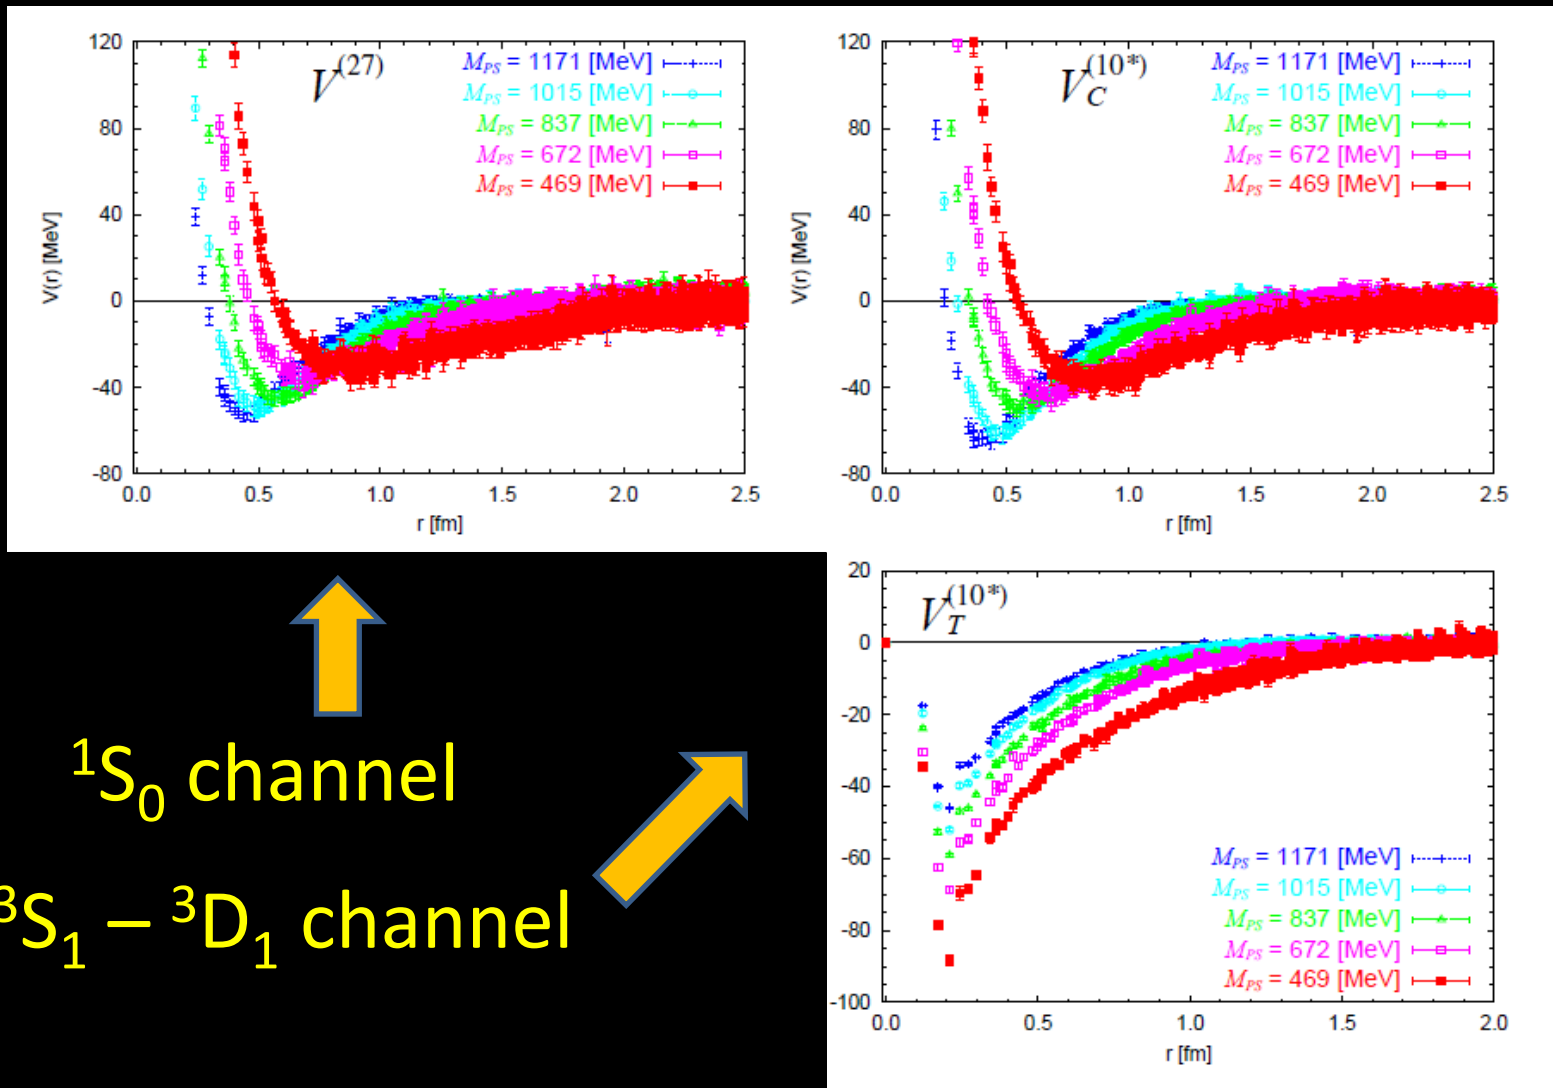 V^(27)
M_PS = 1171 [MeV]
M_PS = 1015 [MeV]
M_PS = 837 [MeV]
M_PS = 672 [MeV]
M_PS = 469 [MeV]
V(r) [MeV]
120
80
40
0
-40
-80
0.0 0.5 1.0 1.5 2.0 2.5
r [fm]
V_C^(10*)
M_PS = 1171 [MeV]
M_PS = 1015 [MeV]
M_PS = 837 [MeV]
M_PS = 672 [MeV]
M_PS = 469 [MeV]
V(r) [MeV]
120
80
40
0
-40
-80
0.0 0.5 1.0 1.5 2.0 2.5
r [fm]
¹S₀ channel
³S₁ – ³D₁ channel
V_T^(10*)
20
0
-20
-40
-60
-80
-100
M_PS = 1171 [MeV]
M_PS = 1015 [MeV]
M_PS = 837 [MeV]
M_PS = 672 [MeV]
M_PS = 469 [MeV]
0.0 0.5 1.0 1.5 2.0
r [fm]